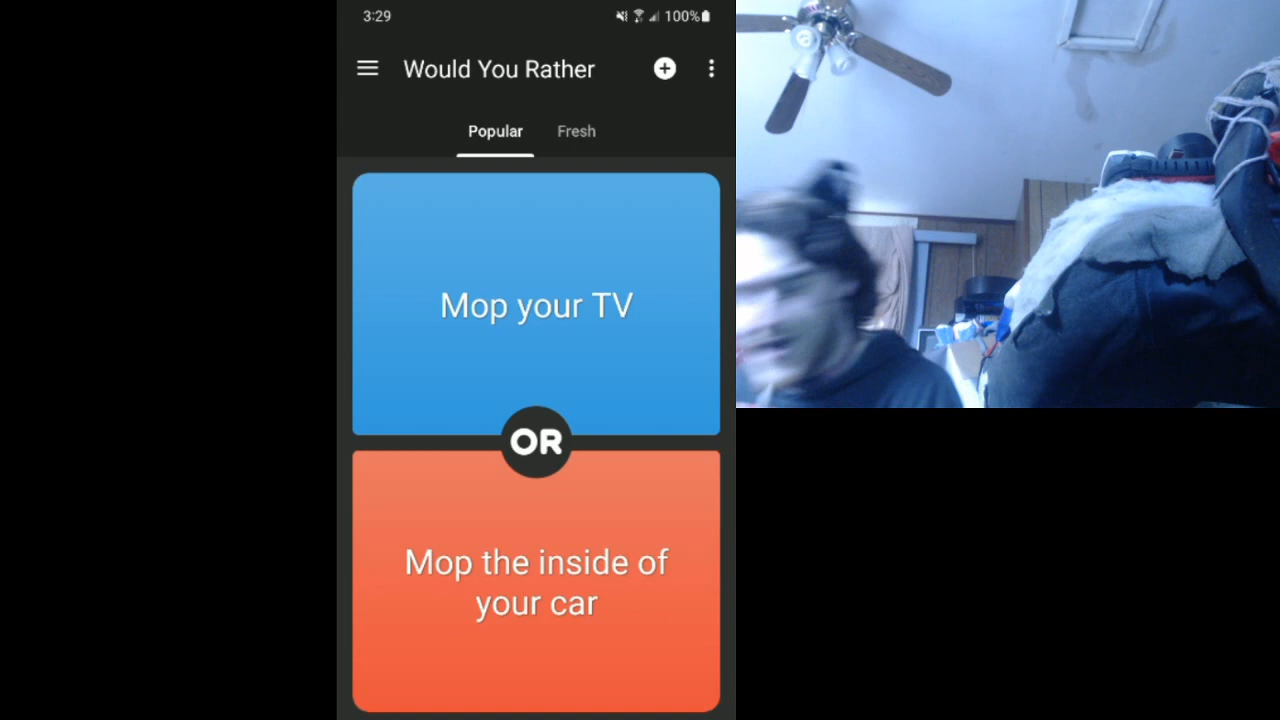 3:29
100%
Would You Rather
Popular
Fresh
Mop your TV
OR
Mop the inside of
your car